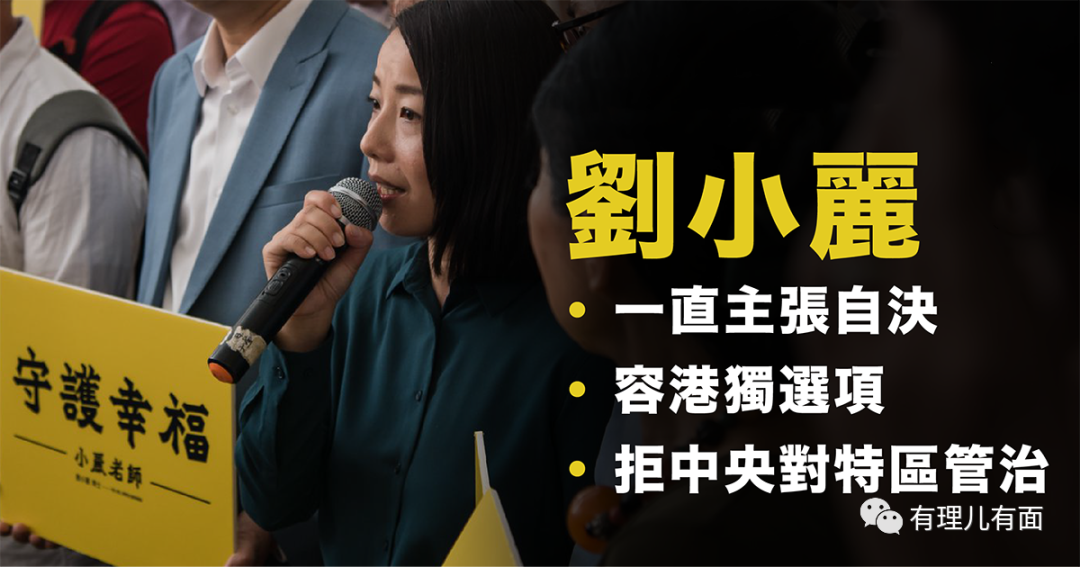 劉小麗
• 一直主張自決
• 容港獨選項
• 拒中央對特區管治
守護幸福
小麗老師
有理儿有面